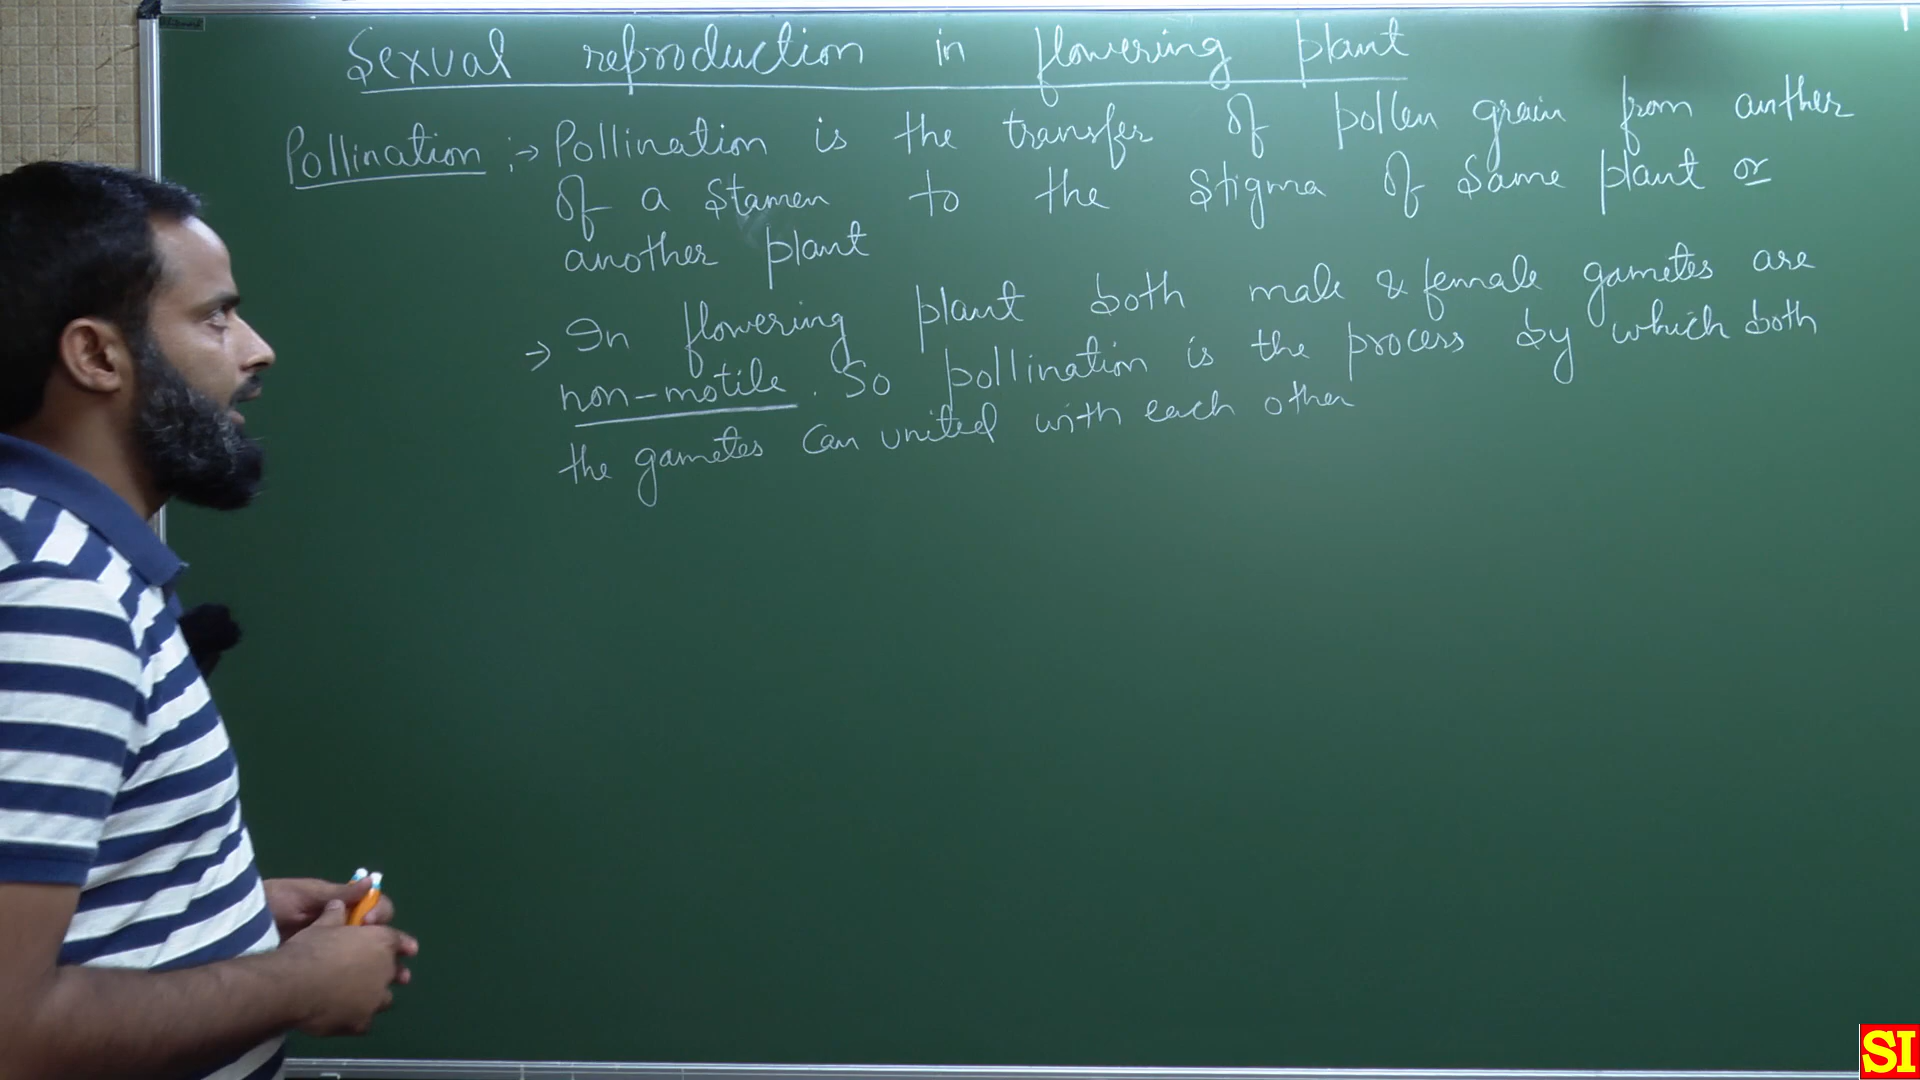 Sexual reproduction in flowering plant
Pollination :→ Pollination is the transfer of pollen grain from anther
of a stamen to the stigma of same plant or
another plant
→ In flowering plant both male & female gametes are
non-motile. So pollination is the process by which both
the gametes can united with each other
SI